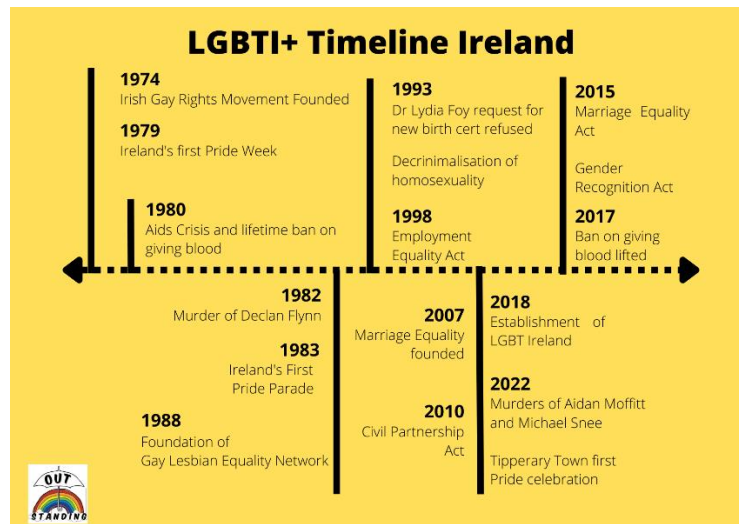 LGBTI+ Timeline Ireland
1974
Irish Gay Rights Movement Founded
1979
Ireland's first Pride Week
1980
Aids Crisis and lifetime ban on
giving blood
1993
Dr Lydia Foy request for
new birth cert refused
Decrinimalisation of
homosexuality
1998
Employment
Equality Act
2015
Marriage Equality
Act
Gender
Recognition Act
2017
Ban on giving
blood lifted
1982
Murder of Declan Flynn
1983
Ireland's First
Pride Parade
1988
Foundation of
Gay Lesbian Equality Network
2007
Marriage Equality
founded
2010
Civil Partnership
Act
2018
Establishment of
LGBT Ireland
2022
Murders of Aidan Moffitt
and Michael Snee
Tipperary Town first
Pride celebration
OUT
STANDING